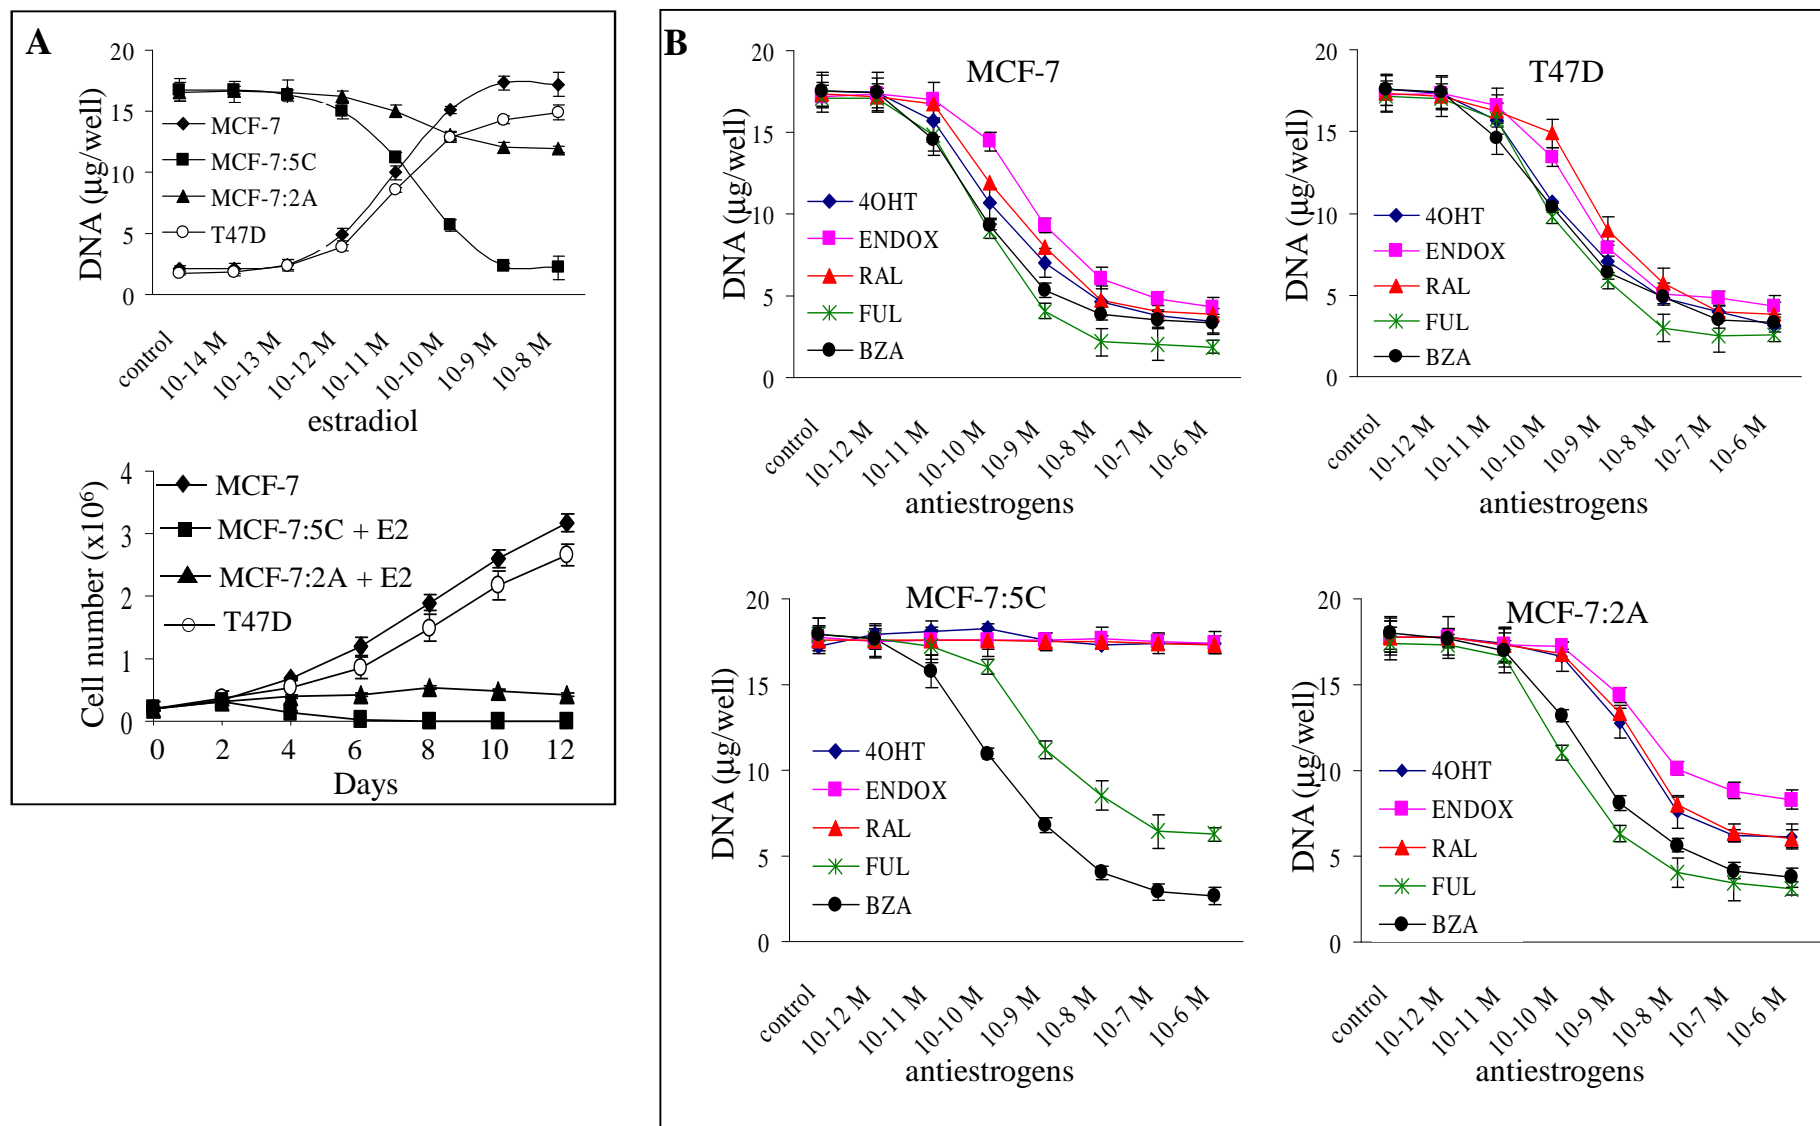 A
20
15
10
5
0
DNA (μg/well)
MCF-7
MCF-7:5C
MCF-7:2A
T47D
control
10-14 M
10-13 M
10-12 M
10-11 M
10-10 M
10-9 M
10-8 M
estradiol
4
3
2
1
0
Cell number (x10⁶)
MCF-7
MCF-7:5C + E2
MCF-7:2A + E2
T47D
0 2 4 6 8 10 12
Days
B
MCF-7
20
15
10
5
0
DNA (μg/well)
4OHT
ENDOX
RAL
FUL
BZA
control
10-12 M
10-11 M
10-10 M
10-9 M
10-8 M
10-7 M
10-6 M
antiestrogens
T47D
20
15
10
5
0
DNA (μg/well)
4OHT
ENDOX
RAL
FUL
BZA
control
10-12 M
10-11 M
10-10 M
10-9 M
10-8 M
10-7 M
10-6 M
antiestrogens
MCF-7:5C
20
15
10
5
0
DNA (μg/well)
4OHT
ENDOX
RAL
FUL
BZA
control
10-12 M
10-11 M
10-10 M
10-9 M
10-8 M
10-7 M
10-6 M
antiestrogens
MCF-7:2A
20
15
10
5
0
DNA (μg/well)
4OHT
ENDOX
RAL
FUL
BZA
control
10-12 M
10-11 M
10-10 M
10-9 M
10-8 M
10-7 M
10-6 M
antiestrogens